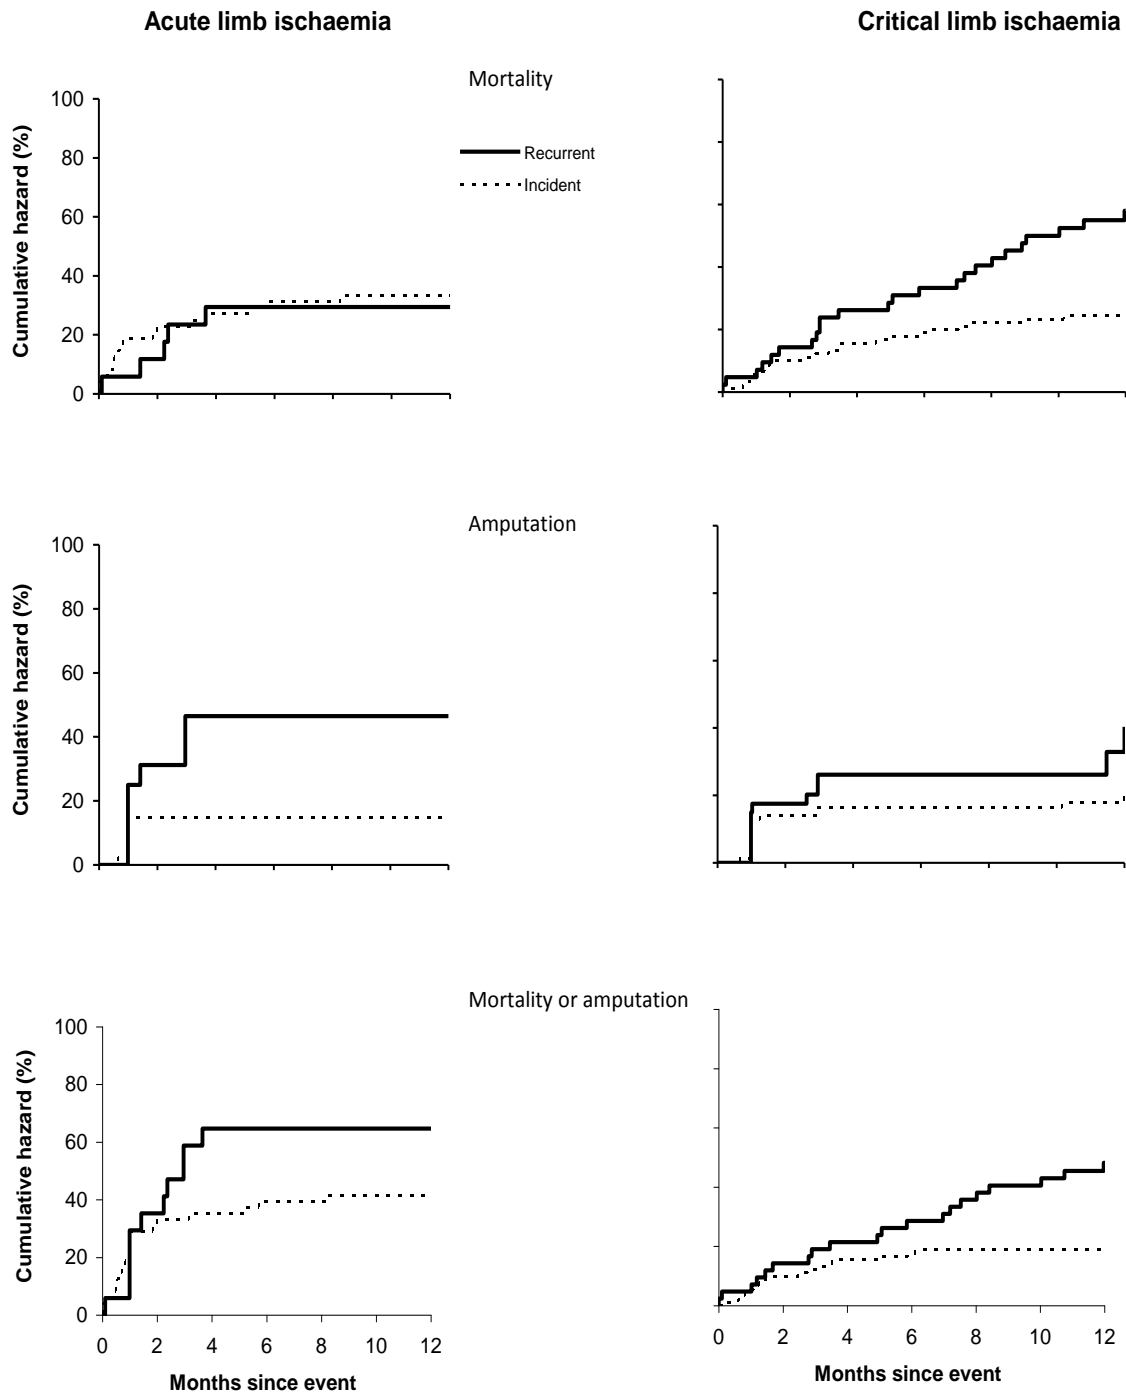 Acute limb ischaemia
Critical limb ischaemia
Mortality
Cumulative hazard (%)
100
80
60
40
20
0
Recurrent
Incident
Amputation
Cumulative hazard (%)
100
80
60
40
20
0
Mortality or amputation
Cumulative hazard (%)
100
80
60
40
20
0
0 2 4 6 8 10 12
Months since event
0 2 4 6 8 10 12
Months since event